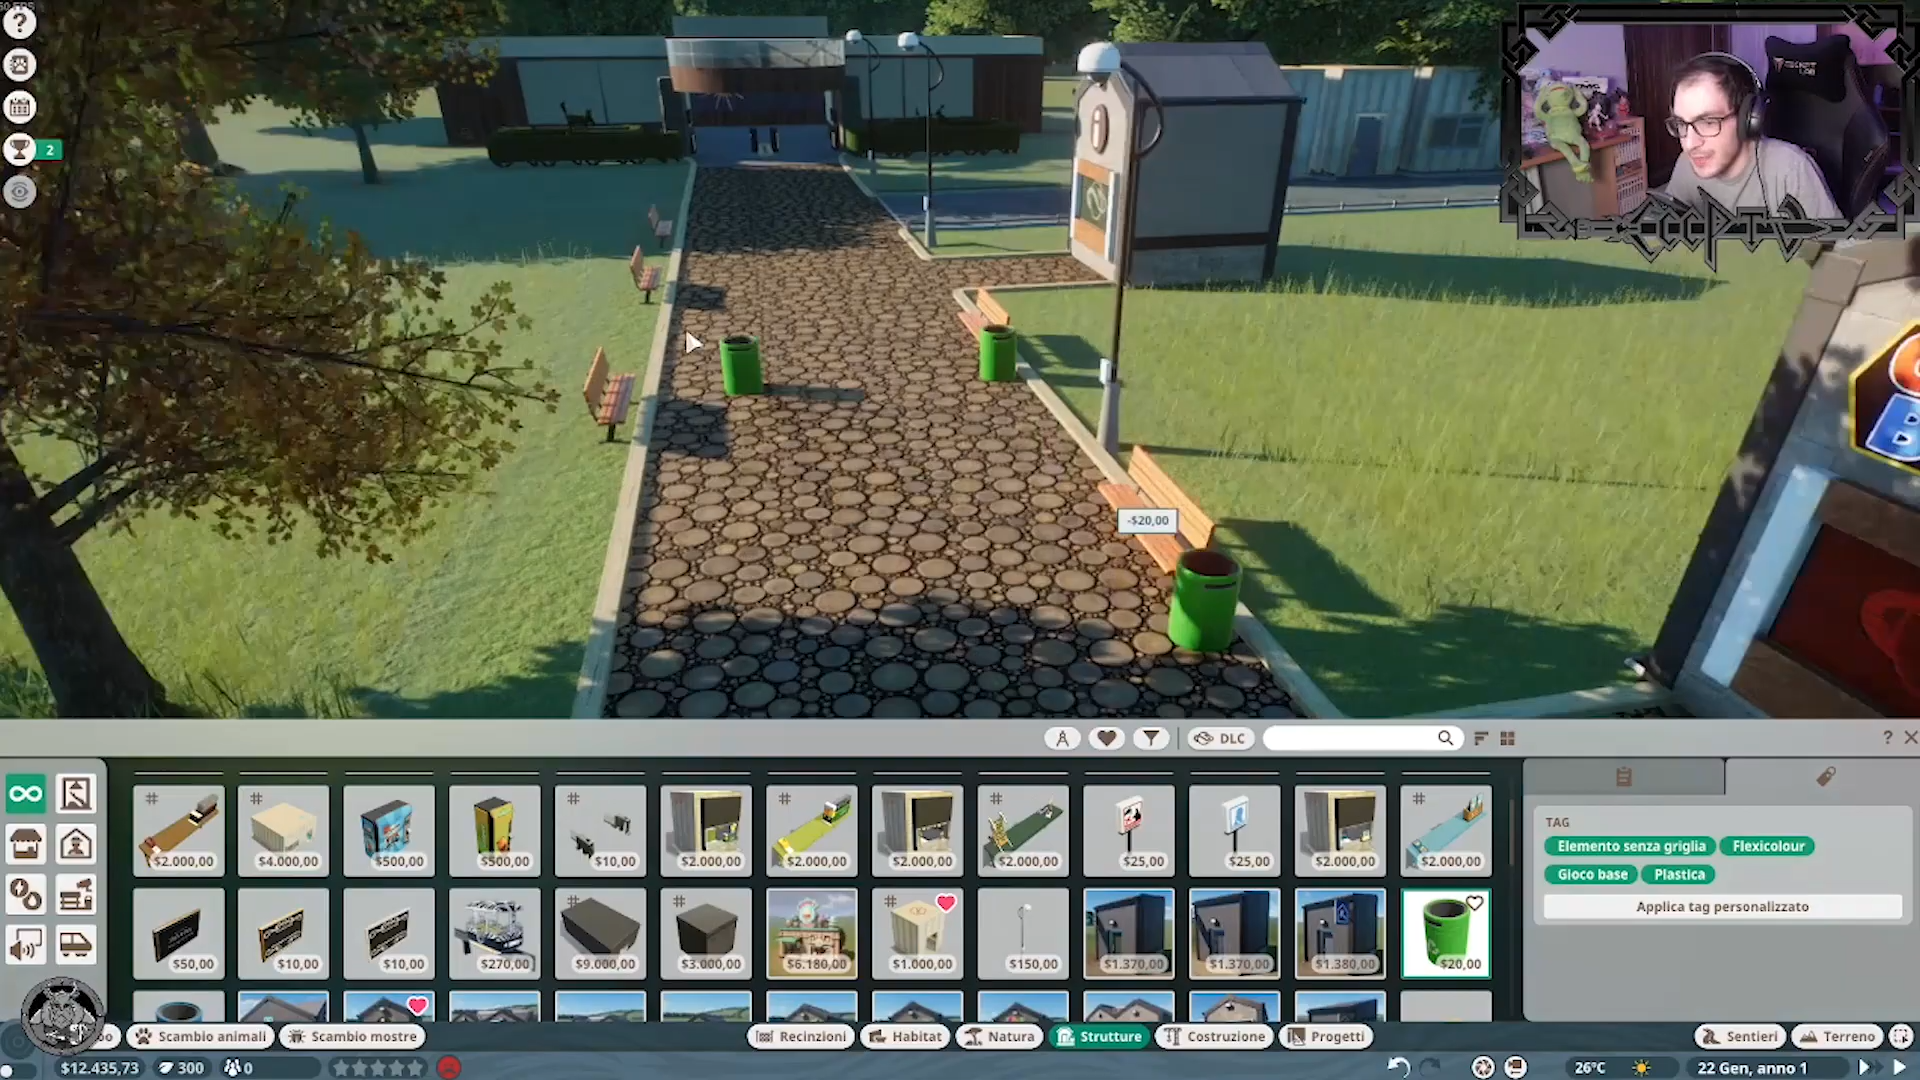 ?
2
-$20,00
DLC
?
$2.000,00
$4.000,00
$500,00
$500,00
$10,00
$2.000,00
$2.000,00
$2.000,00
$2.000,00
$25,00
$25,00
$2.000,00
$2.000,00
TAG
Elemento senza griglia
Flexicolour
Gioco base
Plastica
Applica tag personalizzato
$50,00
$10,00
$10,00
$270,00
$9.000,00
$3.000,00
$6.180,00
$1.000,00
$150,00
$1.370,00
$1.370,00
$1.380,00
$20,00
Scambio animali
Scambio mostre
Recinzioni
Habitat
Natura
Strutture
Costruzione
Progetti
Sentieri
Terreno
$12.435,73
300
0
26°C
22 Gen, anno 1